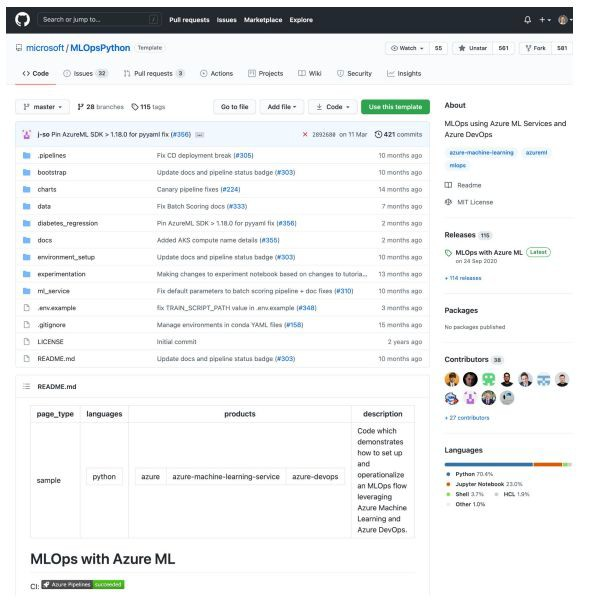 Search or jump to... /
Pull requests Issues Marketplace Explore
microsoft / MLOpsPython Template
Watch 55 Unstar 561 Fork 581
Code Issues 32 Pull requests 3 Actions Projects Wiki Security Insights
master 28 branches 115 tags Go to file Add file Code Use this template
j-so Pin AzureML SDK > 1.18.0 for pyyaml fix (#356) ... 2892680 on 11 Mar 421 commits
.pipelines Fix CD deployment break (#305) 10 months ago
bootstrap Update docs and pipeline status badge (#303) 10 months ago
charts Canary pipeline fixes (#224) 14 months ago
data Fix Batch Scoring docs (#333) 7 months ago
diabetes_regression Pin AzureML SDK > 1.18.0 for pyyaml fix (#356) 2 months ago
docs Added AKS compute name details (#355) 2 months ago
environment_setup Update docs and pipeline status badge (#303) 10 months ago
experimentation Making changes to experiment notebook based on changes to tutoria... 13 months ago
ml_service Fix default parameters to batch scoring pipeline + doc fixes (#310) 10 months ago
.env.example fix TRAIN_SCRIPT_PATH value in .env.example (#348) 3 months ago
.gitignore Manage environments in conda YAML files (#158) 15 months ago
LICENSE Initial commit 2 years ago
README.md Update docs and pipeline status badge (#303) 10 months ago
README.md
page_type languages products description
sample python azure azure-machine-learning-service azure-devops
Code which
demonstrates
how to set up
and
operationalize
an MLOps flow
leveraging
Azure Machine
Learning and
Azure DevOps.
MLOps with Azure ML
CI: Azure Pipelines succeeded
About
MLOps using Azure ML Services and
Azure DevOps
azure-machine-learning azureml
mlops
Readme
MIT License
Releases 115
MLOps with Azure ML Latest
on 24 Sep 2020
+ 114 releases
Packages
No packages published
Contributors 38
+ 27 contributors
Languages
Python 70.4%
Jupyter Notebook 23.0%
Shell 3.7% HCL 1.9%
Other 1.0%